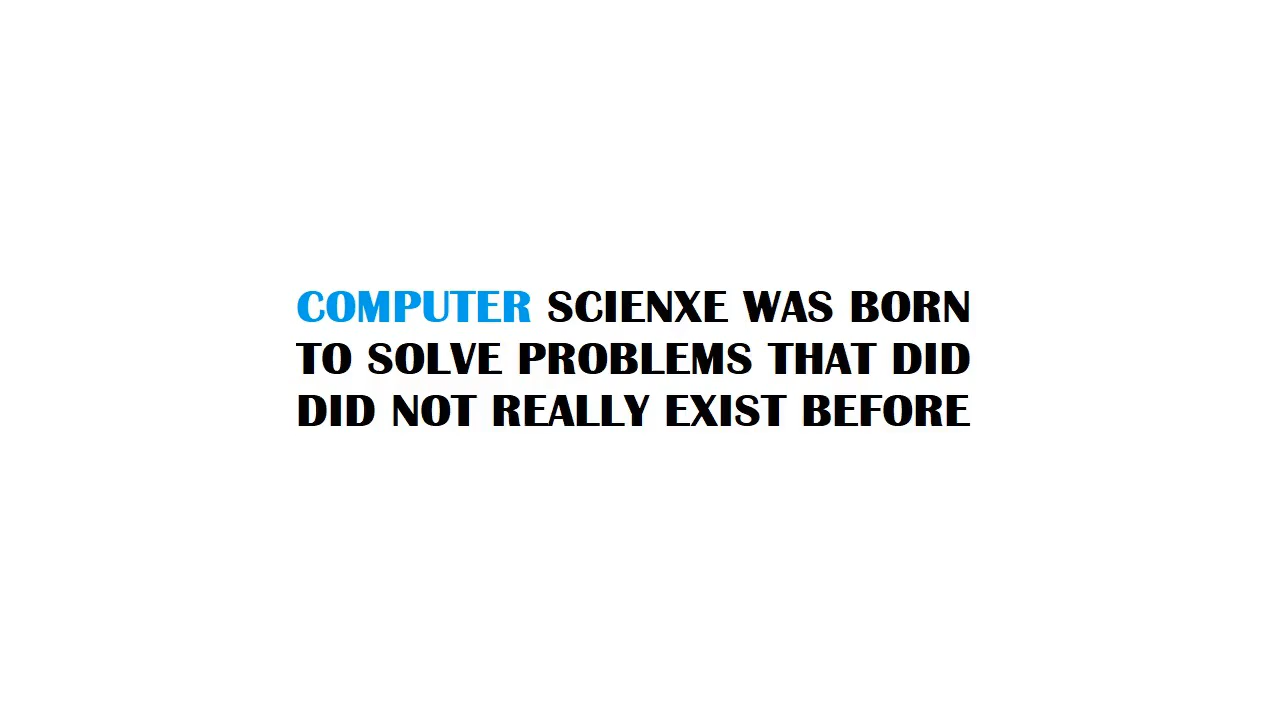 COMPUTER SCIENXE WAS BORN
TO SOLVE PROBLEMS THAT DID
DID NOT REALLY EXIST BEFORE